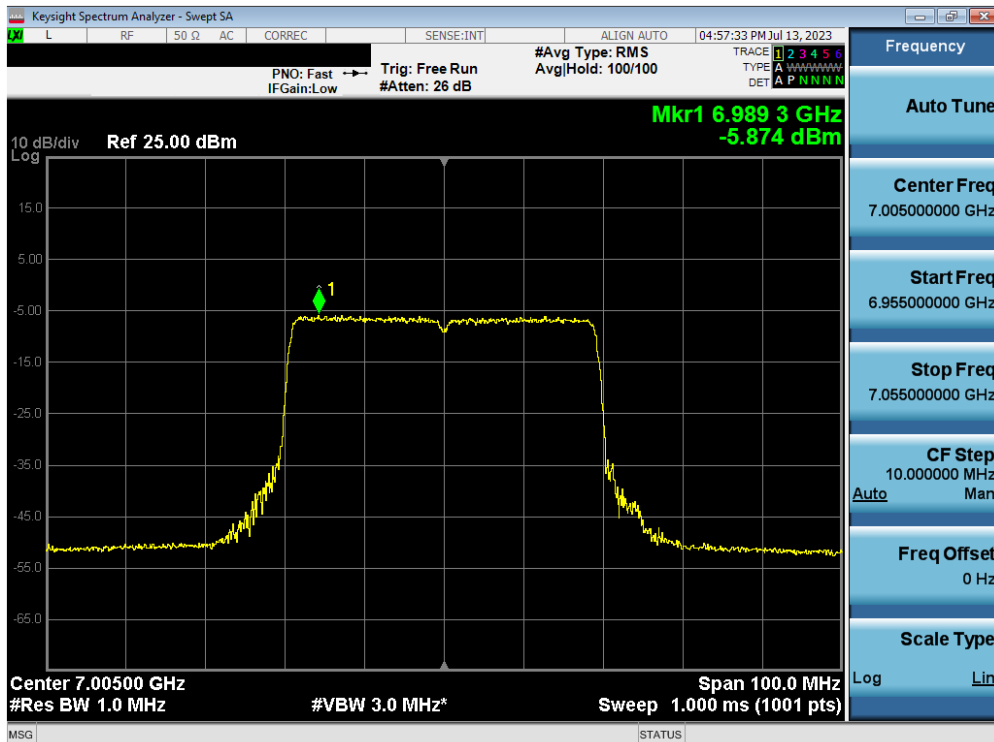 Keysight Spectrum Analyzer - Swept SA
LXI L RF 50 Ω AC CORREC SENSE:INT ALIGN AUTO 04:57:33 PM Jul 13, 2023
PNO: Fast
IFGain:Low
Trig: Free Run
#Atten: 26 dB
#Avg Type: RMS
Avg|Hold: 100/100
TRACE 1 2 3 4 5 6
TYPE A WWWWW
DET A P N N N N
Mkr1 6.989 3 GHz
-5.874 dBm
10 dB/div Ref 25.00 dBm
Log
15.0
5.00
-5.00
-15.0
-25.0
-35.0
-45.0
-55.0
-65.0
1
Center 7.00500 GHz Span 100.0 MHz
#Res BW 1.0 MHz #VBW 3.0 MHz* Sweep 1.000 ms (1001 pts)
MSG STATUS
Frequency
Auto Tune
Center Freq
7.005000000 GHz
Start Freq
6.955000000 GHz
Stop Freq
7.055000000 GHz
CF Step
10.000000 MHz
Auto Man
Freq Offset
0 Hz
Scale Type
Log Lin